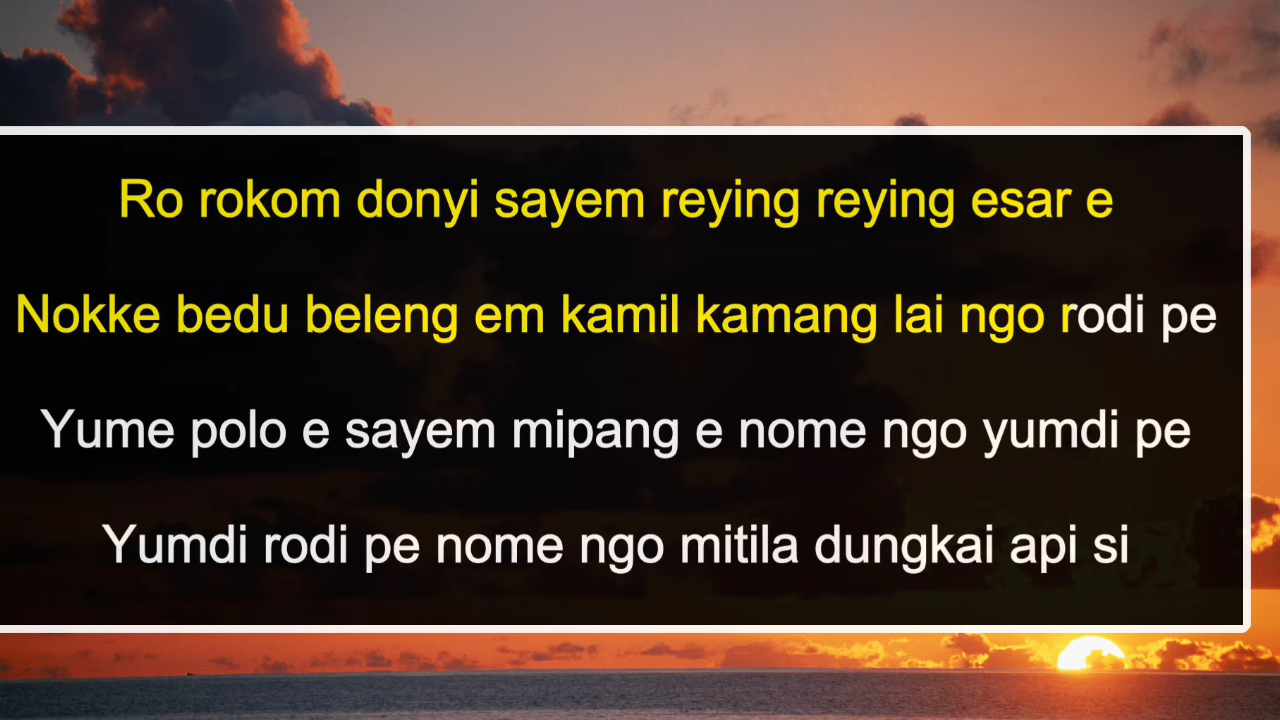 Ro rokom donyi sayem reying reying esar e
Nokke bedu beleng em kamil kamang lai ngo rodi pe
Yume polo e sayem mipang e nome ngo yumdi pe
Yumdi rodi pe nome ngo mitila dungkai api si